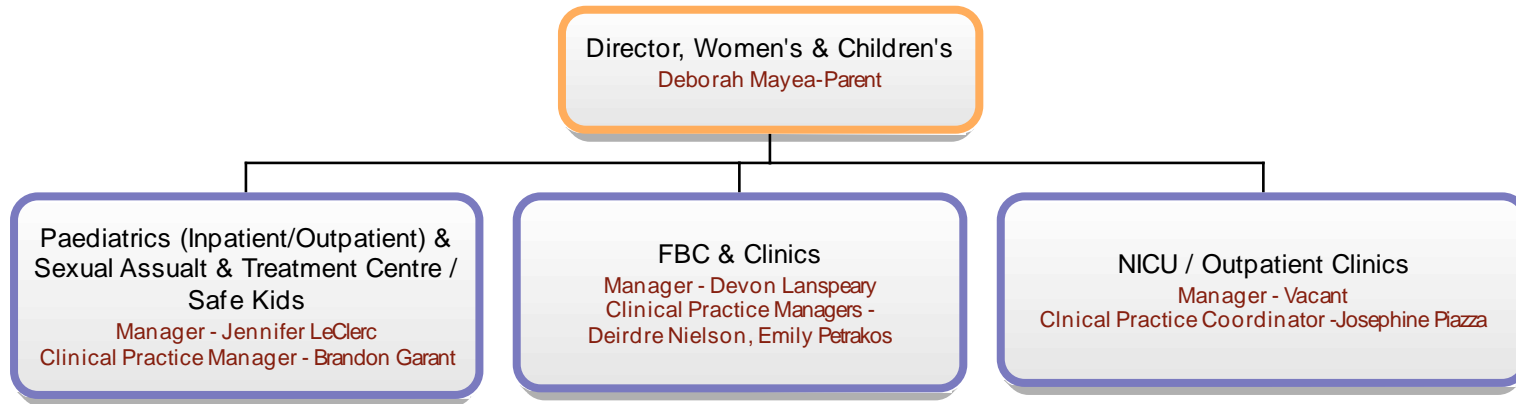 Director, Women's & Children's
Deborah Mayea-Parent
Paediatrics (Inpatient/Outpatient) &
Sexual Assualt & Treatment Centre /
Safe Kids
Manager - Jennifer LeClerc
Clinical Practice Manager - Brandon Garant
FBC & Clinics
Manager - Devon Lanspeary
Clinical Practice Managers -
Deirdre Nielson, Emily Petrakos
NICU / Outpatient Clinics
Manager - Vacant
Clnical Practice Coordinator -Josephine Piazza